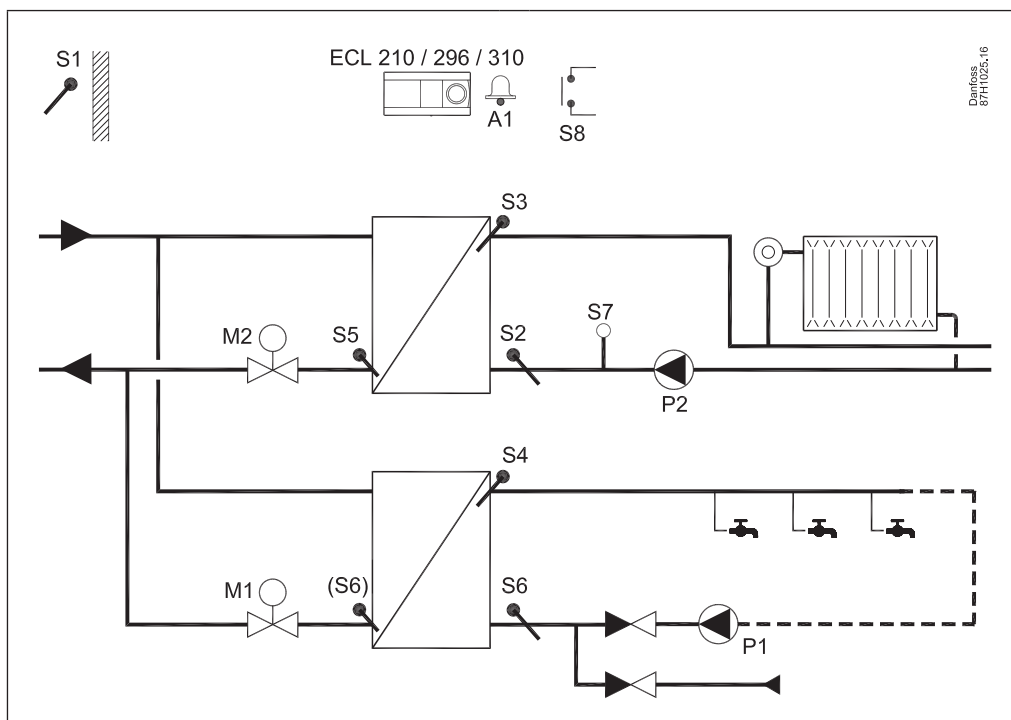 S1
ECL 210 / 296 / 310
A1
S8
Danfoss
87H1025.16
S3
M2
S5
S2
S7
P2
S4
M1
(S6)
S6
P1